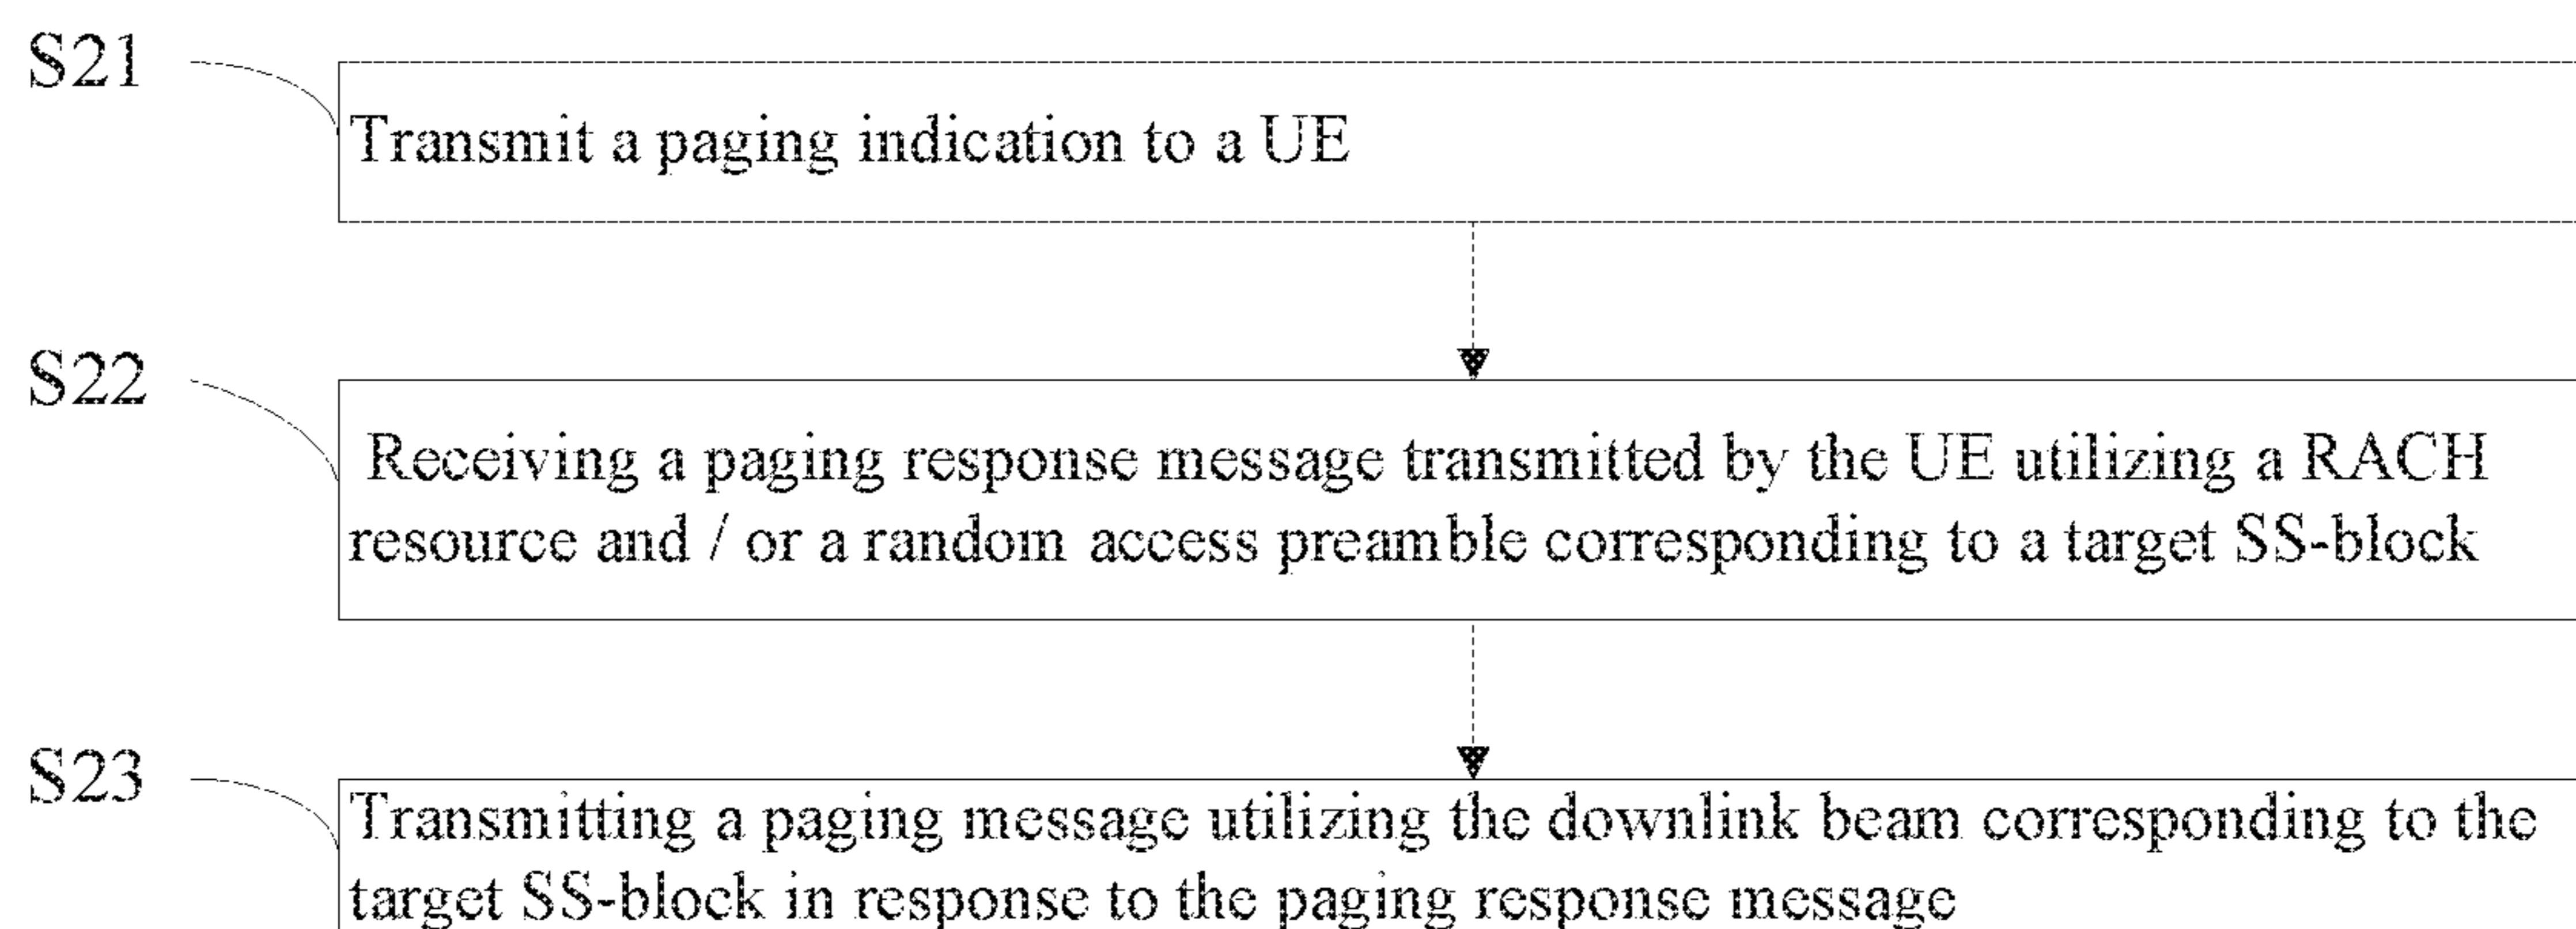 S21
Transmit a paging indication to a UE
S22
Receiving a paging response message transmitted by the UE utilizing a RACH
resource and / or a random access preamble corresponding to a target SS-block
S23
Transmitting a paging message utilizing the downlink beam corresponding to the
target SS-block in response to the paging response message